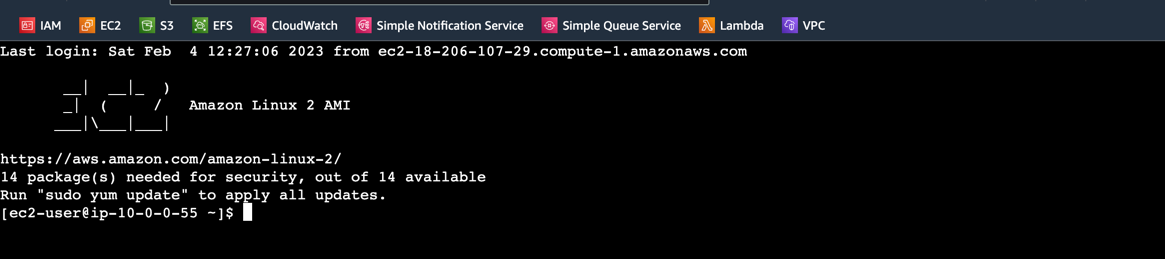 IAM EC2 S3 EFS CloudWatch Simple Notification Service Simple Queue Service Lambda VPC
Last login: Sat Feb  4 12:27:06 2023 from ec2-18-206-107-29.compute-1.amazonaws.com
       __|  __|_  )
       _|  (     /   Amazon Linux 2 AMI
      ___|\___|___|
https://aws.amazon.com/amazon-linux-2/
14 package(s) needed for security, out of 14 available
Run "sudo yum update" to apply all updates.
[ec2-user@ip-10-0-0-55 ~]$